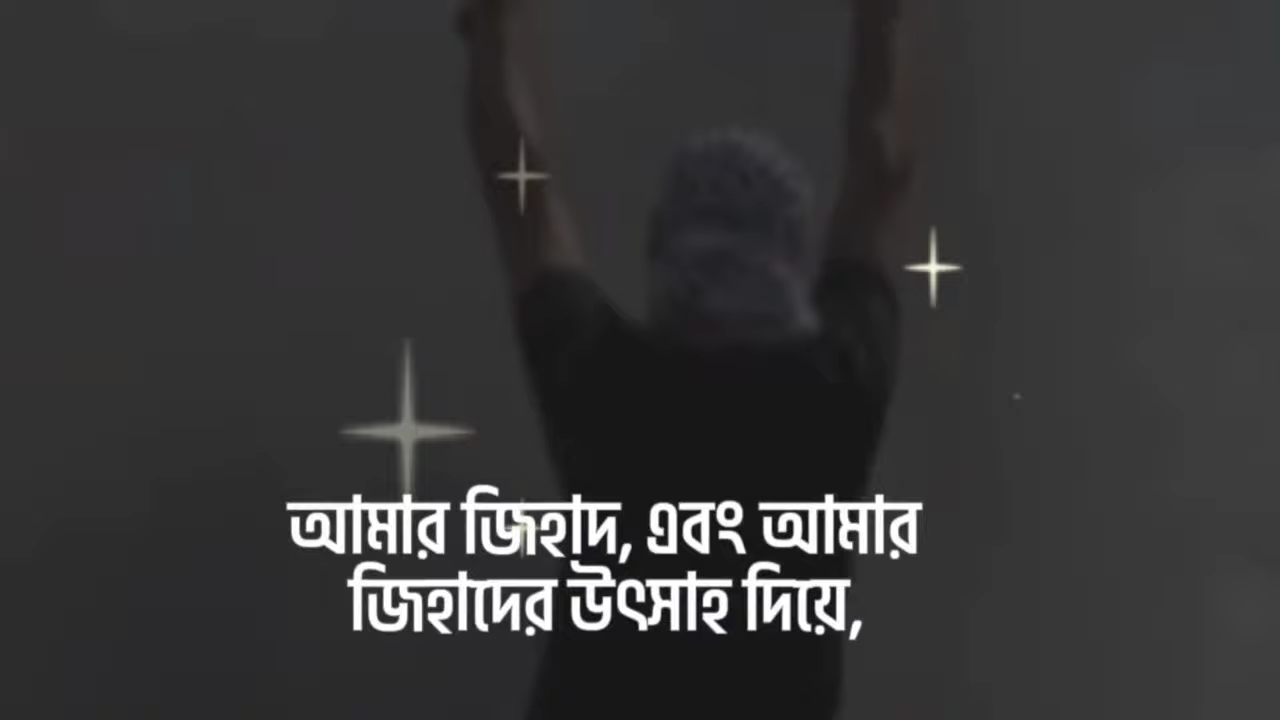 আমার জিহাদ, এবং আমার
জিহাদের উৎসাহ দিয়ে,